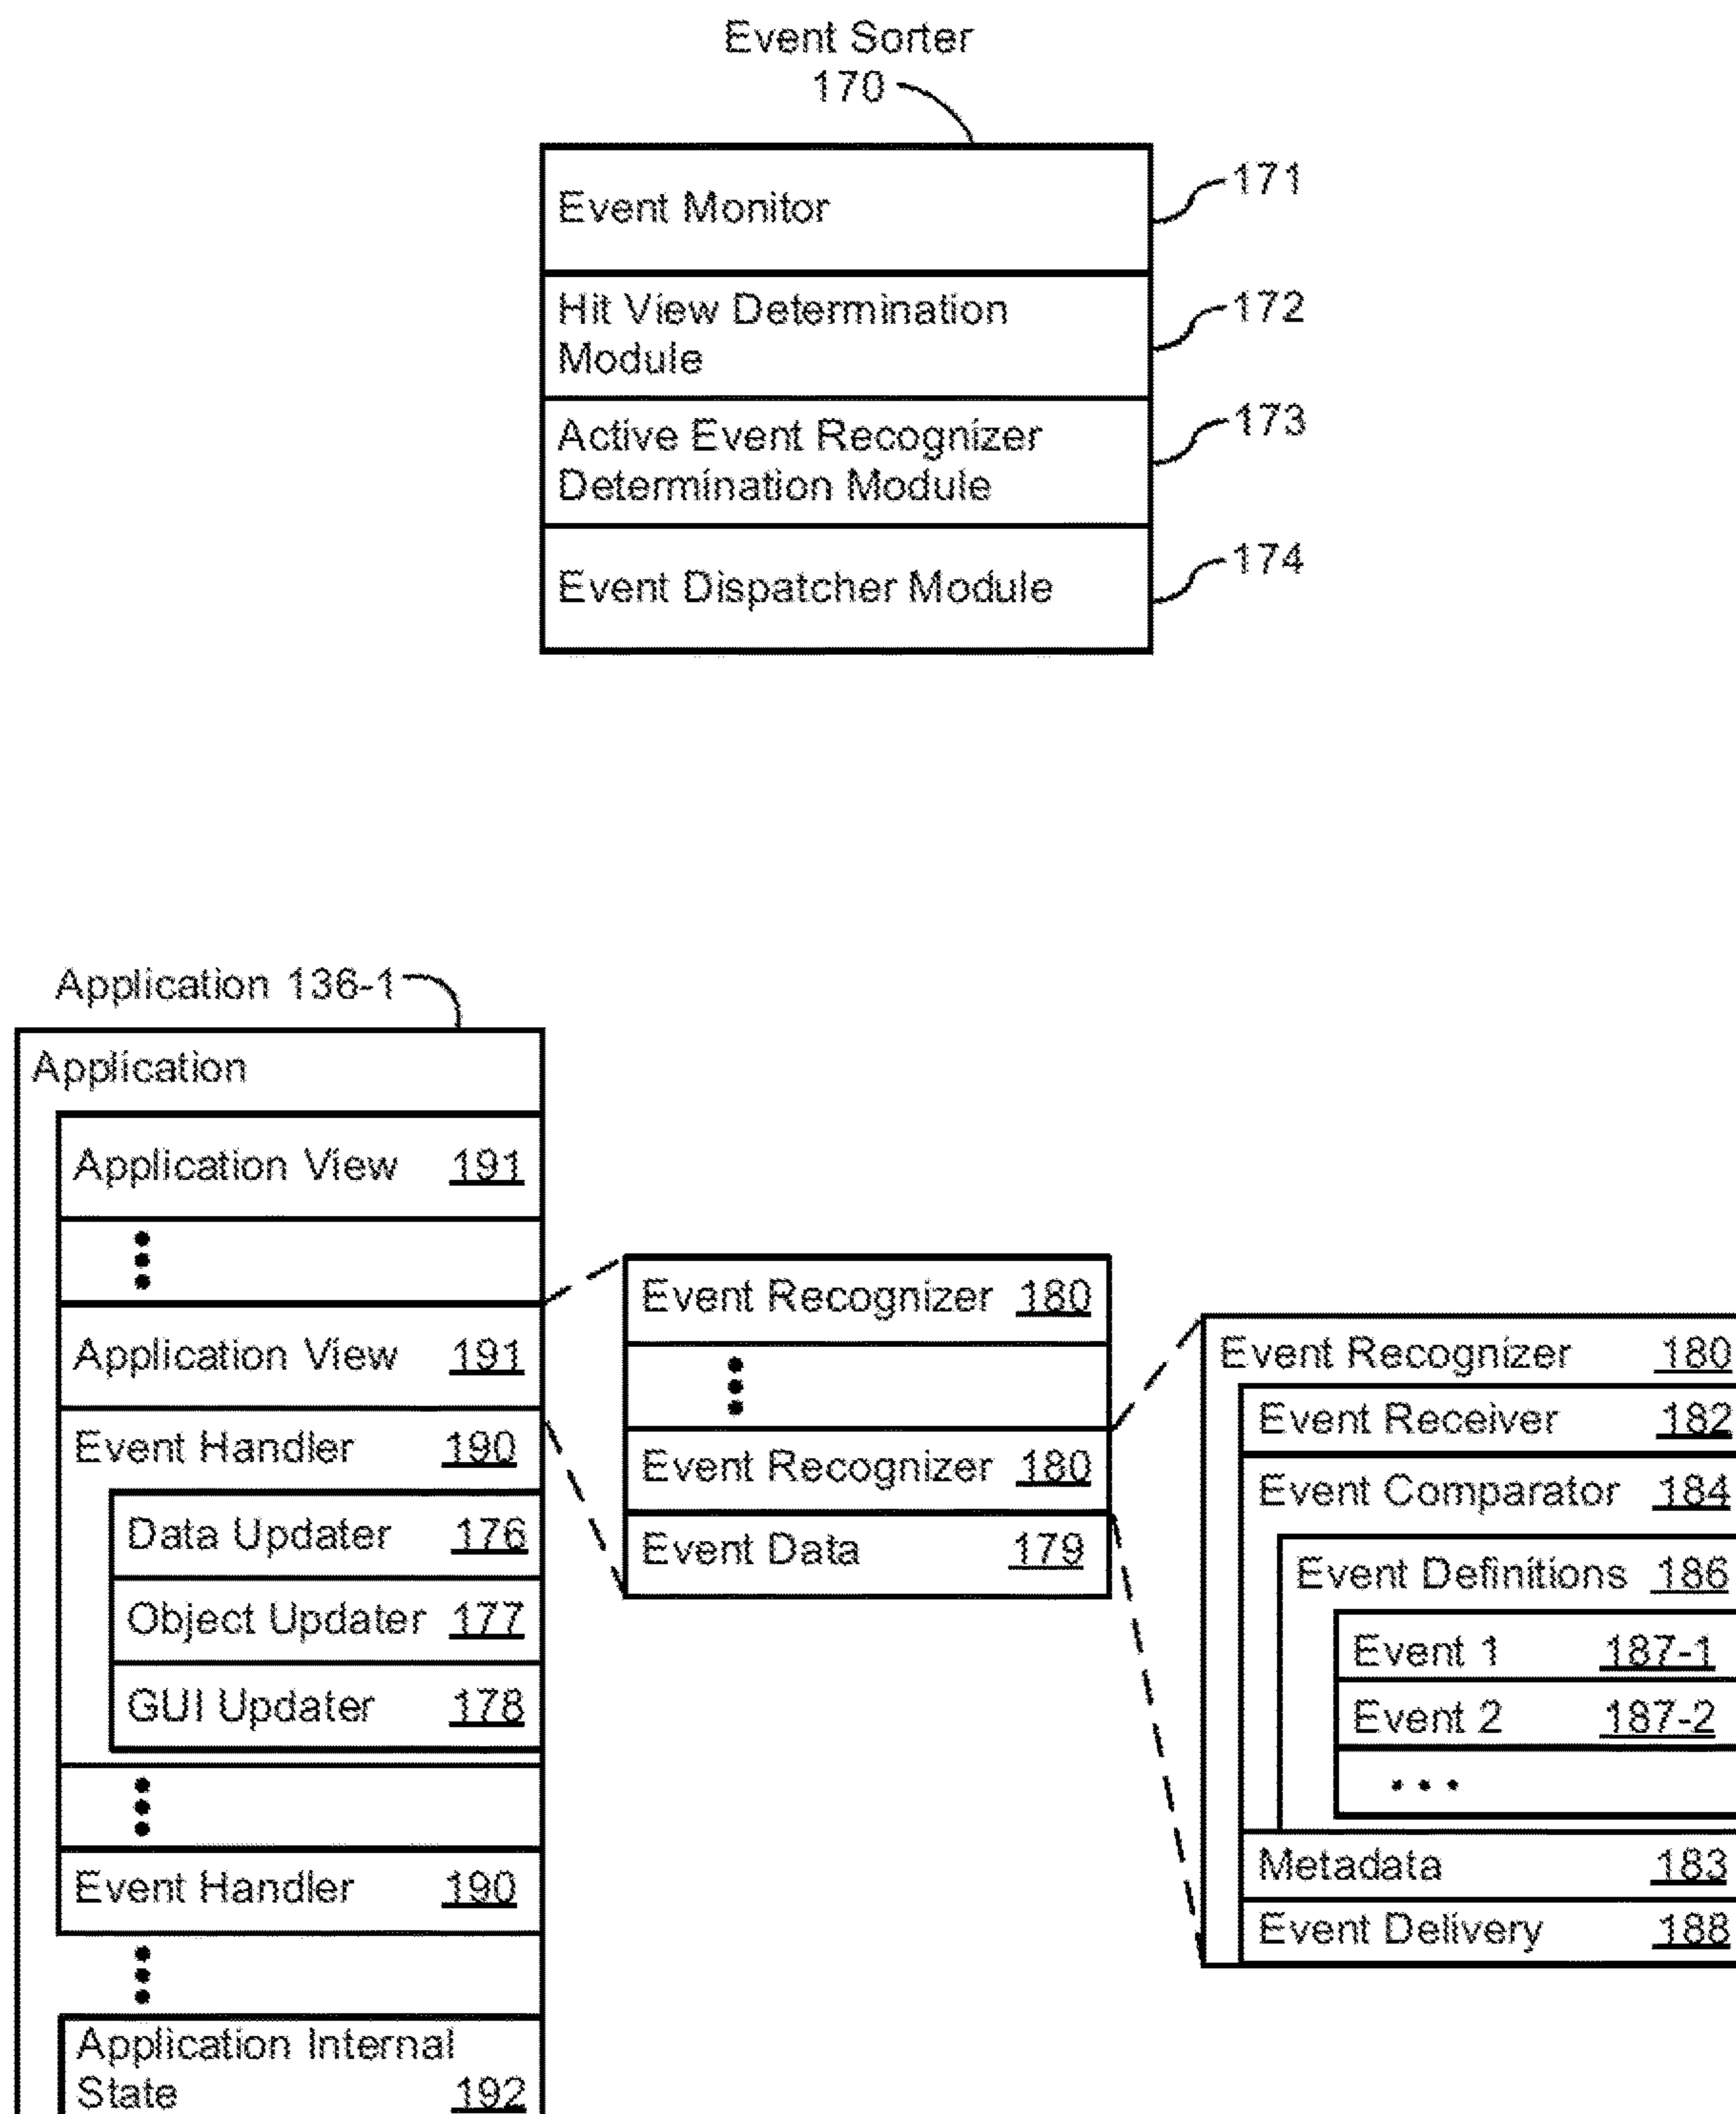 Event Sorter
170
Event Monitor
171
Hit View Determination
Module
172
Active Event Recognizer
Determination Module
173
Event Dispatcher Module
174
Application 136-1
Application
Application View 191
Application View 191
Event Handler 190
Data Updater 176
Object Updater 177
GUI Updater 178
Event Handler 190
Application Internal
State 192
Event Recognizer 180
Event Recognizer 180
Event Data 179
Event Recognizer 180
Event Receiver 182
Event Comparator 184
Event Definitions 186
Event 1 187-1
Event 2 187-2
Metadata 183
Event Delivery 188